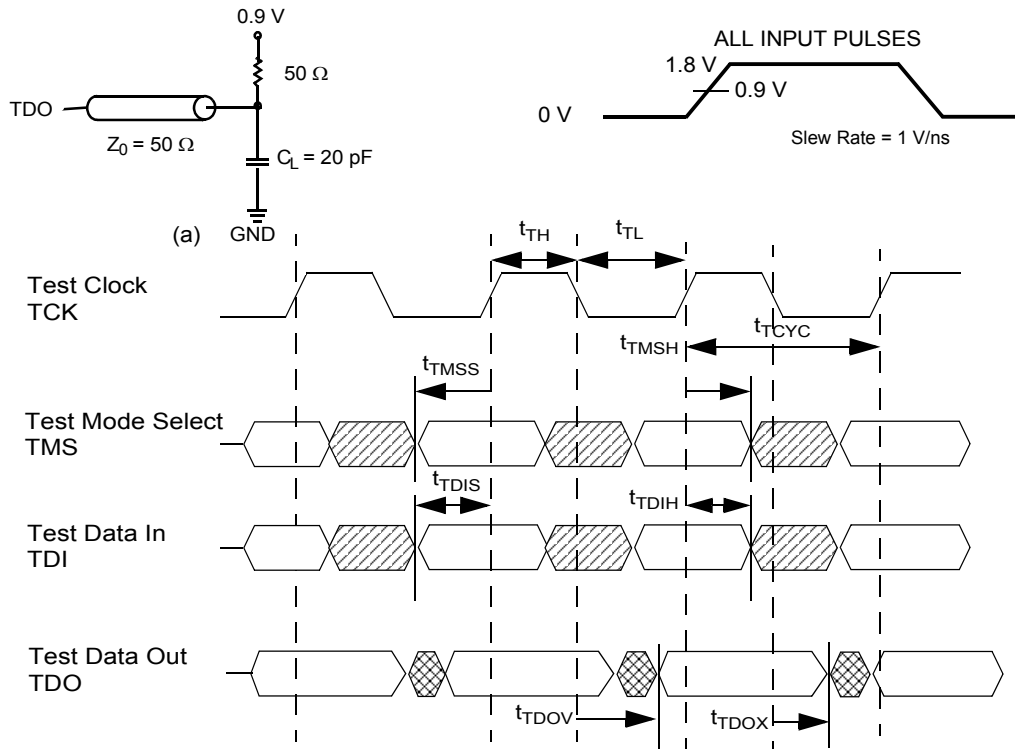 0.9 V
50 Ω
TDO
Z0 = 50 Ω
CL = 20 pF
(a)
GND
ALL INPUT PULSES
1.8 V
0.9 V
0 V
Slew Rate = 1 V/ns
tTH
tTL
Test Clock
TCK
tTMSH
tTCYC
tTMSS
Test Mode Select
TMS
tTDIS
tTDIH
Test Data In
TDI
Test Data Out
TDO
tTDOV
tTDOX